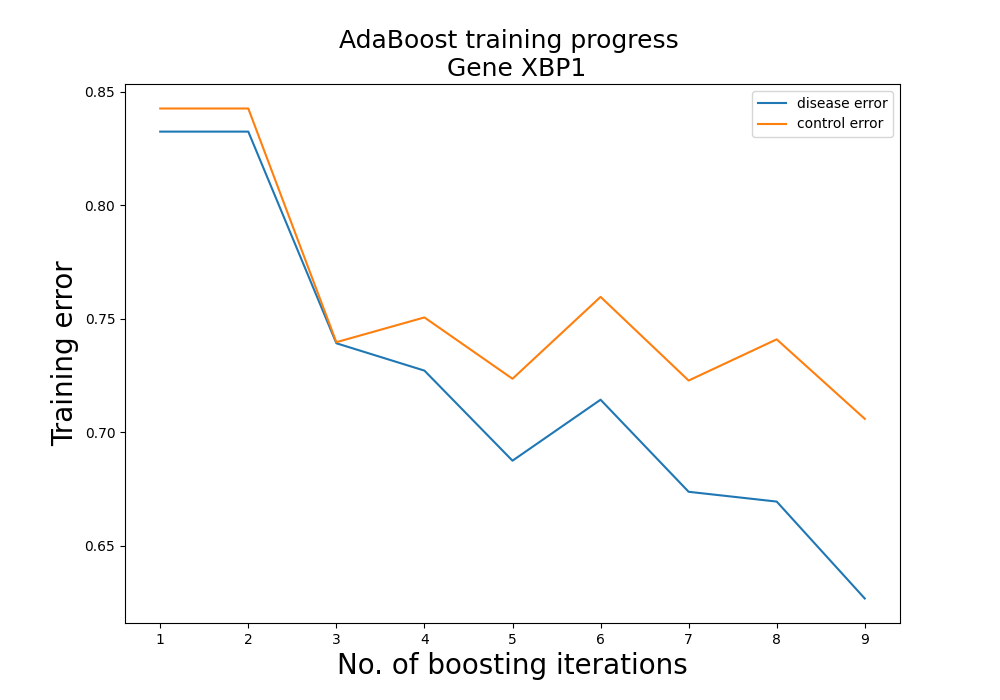 AdaBoost training progress
Gene XBP1
disease error
control error
Training error
0.85
0.80
0.75
0.70
0.65
1 2 3 4 5 6 7 8 9
No. of boosting iterations